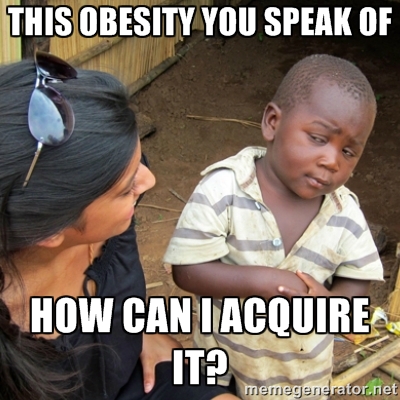 THIS OBESITY YOU SPEAK OF
HOW CAN I ACQUIRE
IT?
memegenerator.net